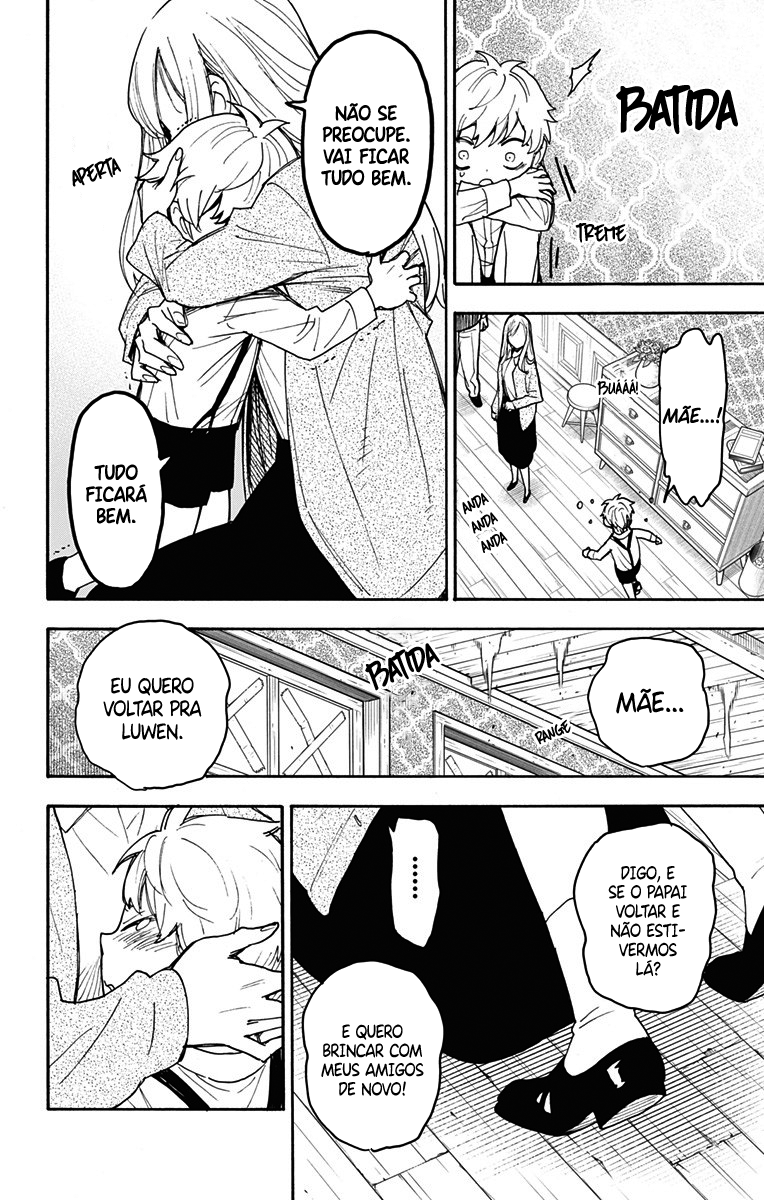 BATIDA
TREME
MÃE...!
BUÁÁÁ!
ANDA
ANDA
ANDA
NÃO SE
PREOCUPE.
VAI FICAR
TUDO BEM.
APERTA
TUDO
FICARÁ
BEM.
MÃE...
RANGE
BATIDA
EU QUERO
VOLTAR PRA
LUWEN.
DIGO, E
SE O PAPAI
VOLTAR E
NÃO ESTI-
VERMOS
LÁ?
......
E QUERO
BRINCAR COM
MEUS AMIGOS
DE NOVO!